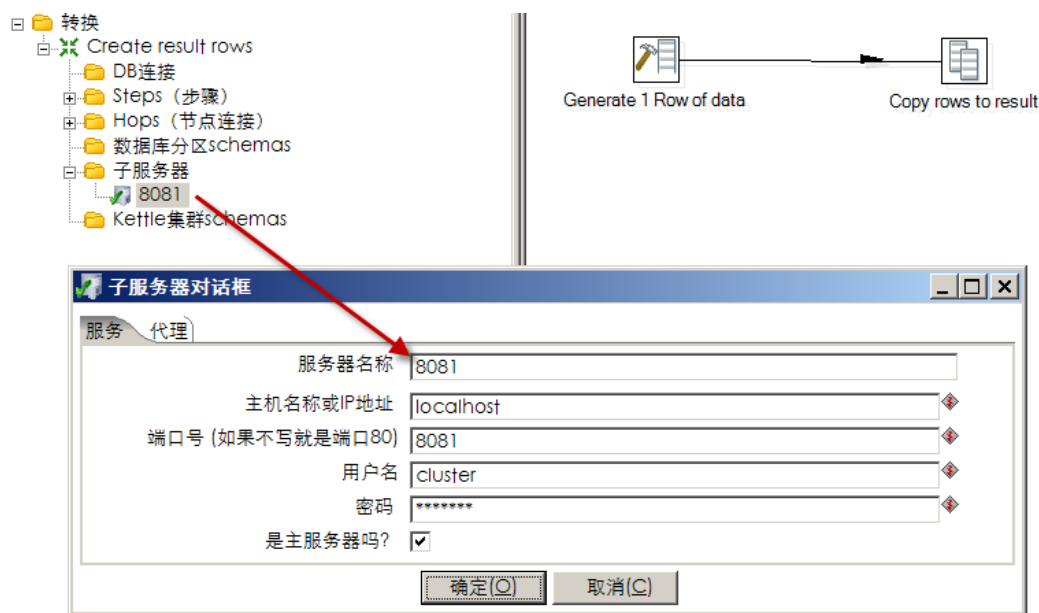 转换
Create result rows
DB连接
Steps（步骤）
Hops（节点连接）
数据库分区schemas
子服务器
8081
Kettle集群schemas
Generate 1 Row of data
Copy rows to result
子服务器对话框
服务 代理
服务器名称 8081
主机名称或IP地址 localhost
端口号 (如果不写就是端口80) 8081
用户名 cluster
密码 *******
是主服务器吗?
确定(O) 取消(C)